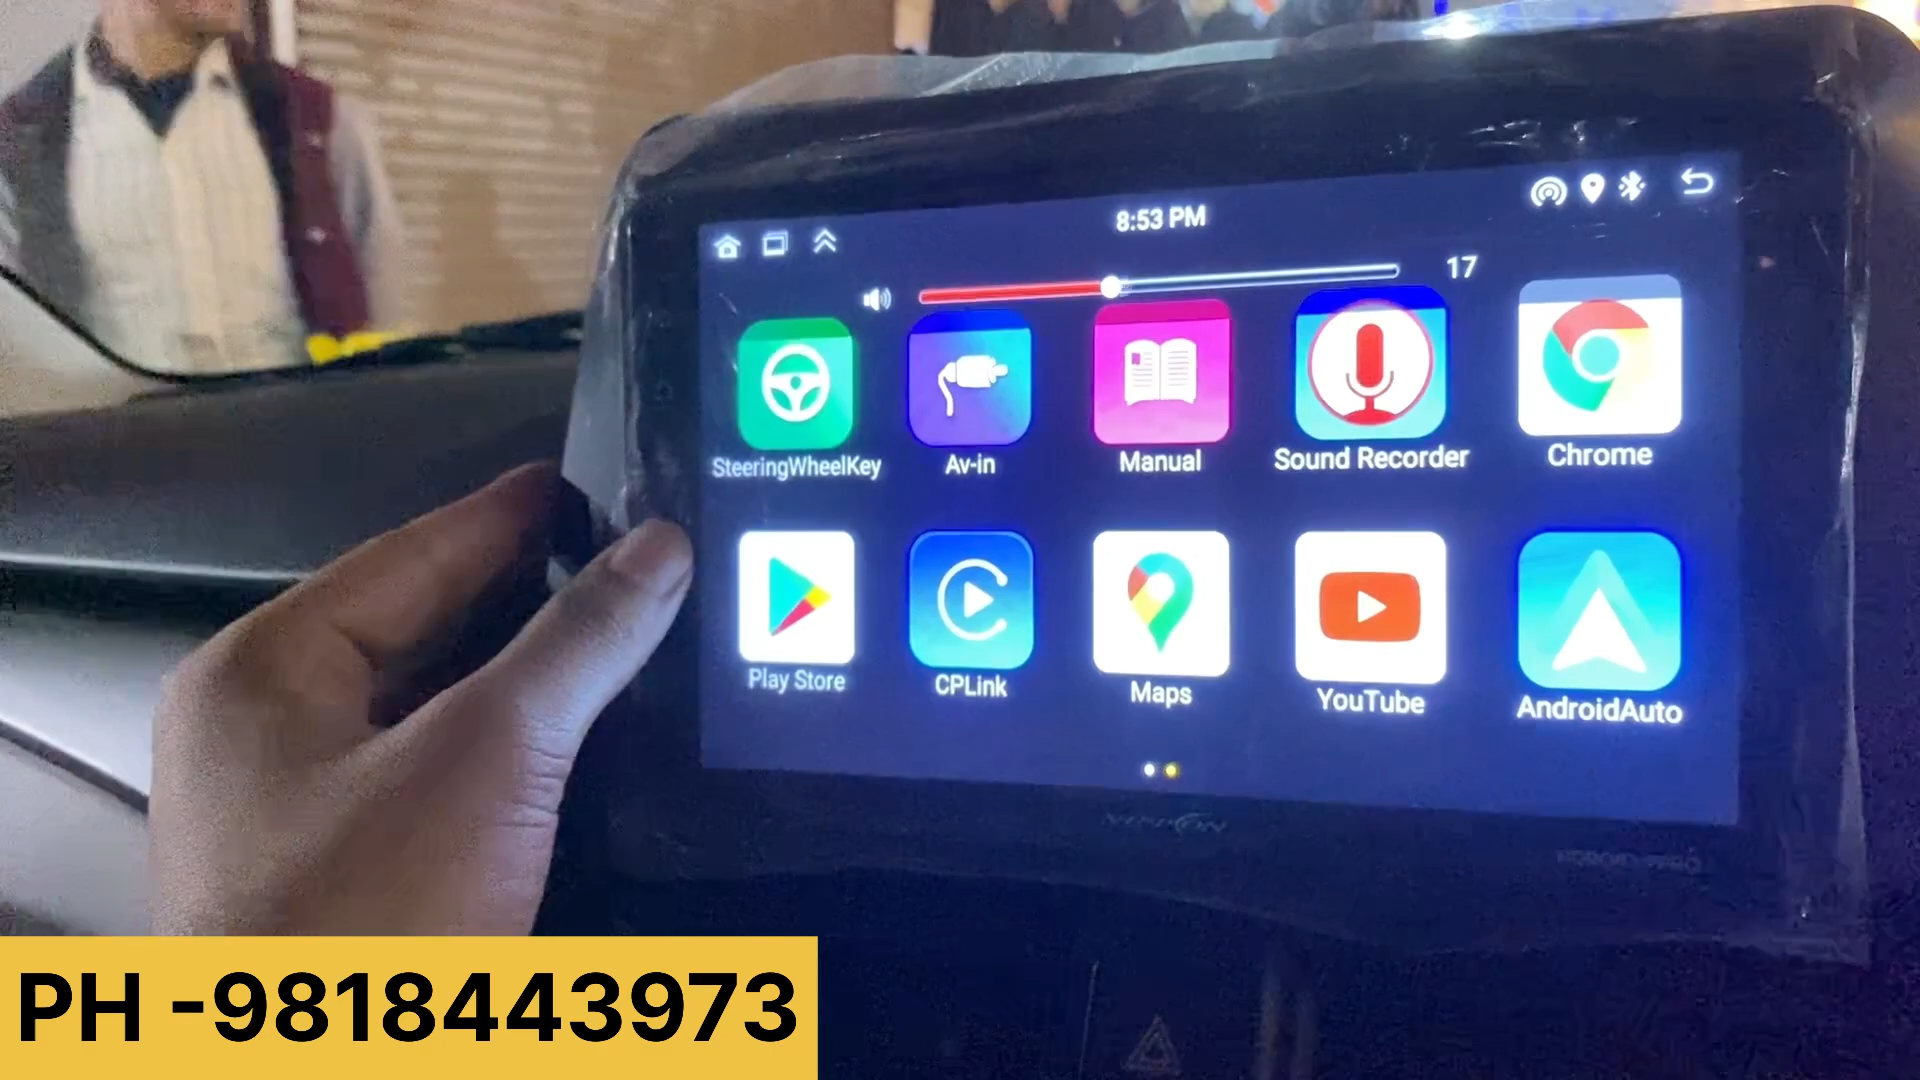 8:53 PM
17
SteeringWheelKey
Av-in
Manual
Sound Recorder
Chrome
Play Store
CPLink
Maps
YouTube
AndroidAuto
PH -9818443973